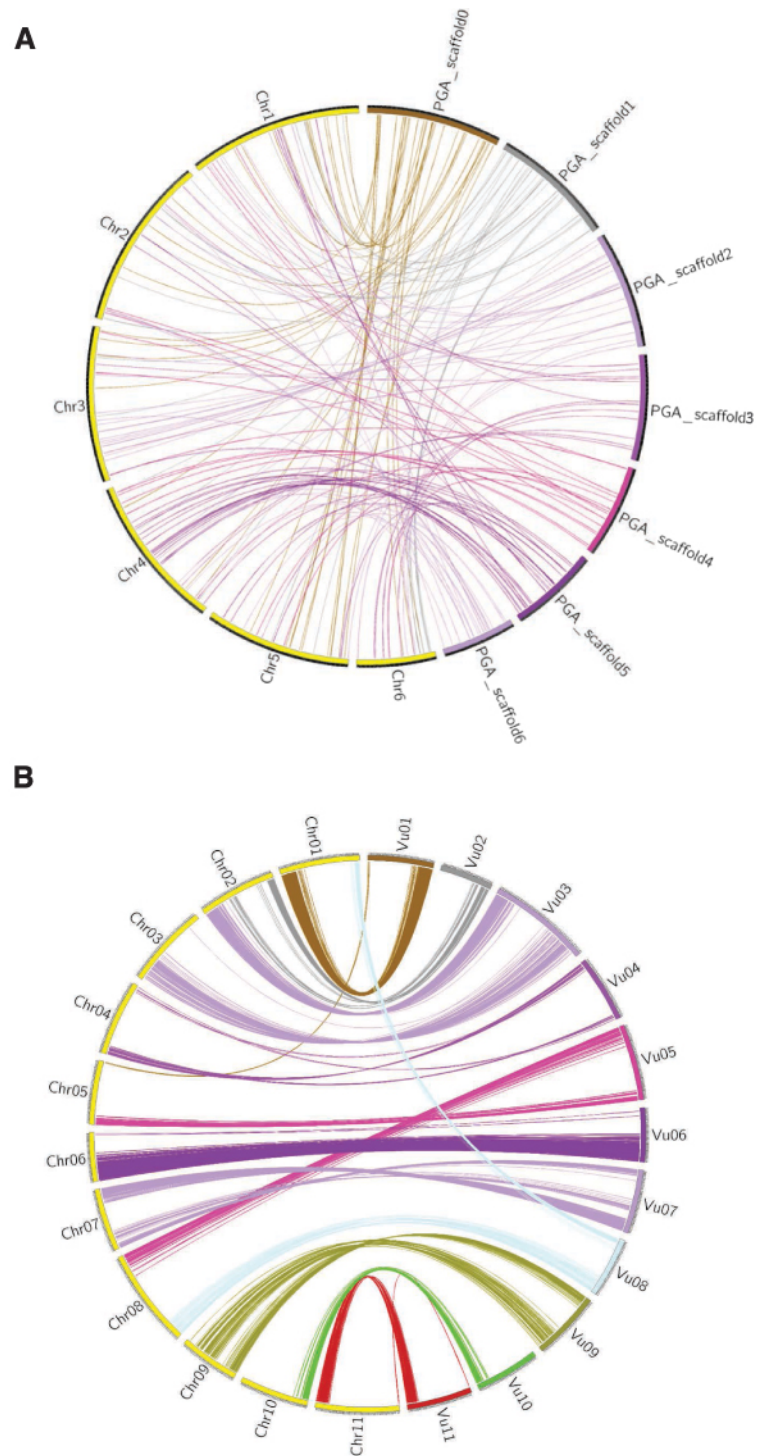 A
Chr1
PGA_scaffold0
PGA_scaffold1
Chr2
PGA_scaffold2
Chr3
PGA_scaffold3
PGA_scaffold4
Chr4
PGA_scaffold5
Chr5
Chr6
PGA_scaffold6
B
Chr01
Vu01
Vu02
Chr02
Vu03
Chr03
Vu04
Chr04
Vu05
Chr05
Vu06
Chr06
Vu07
Chr07
Vu08
Chr08
Vu09
Chr09
Vu10
Chr10
Chr11
Vu11